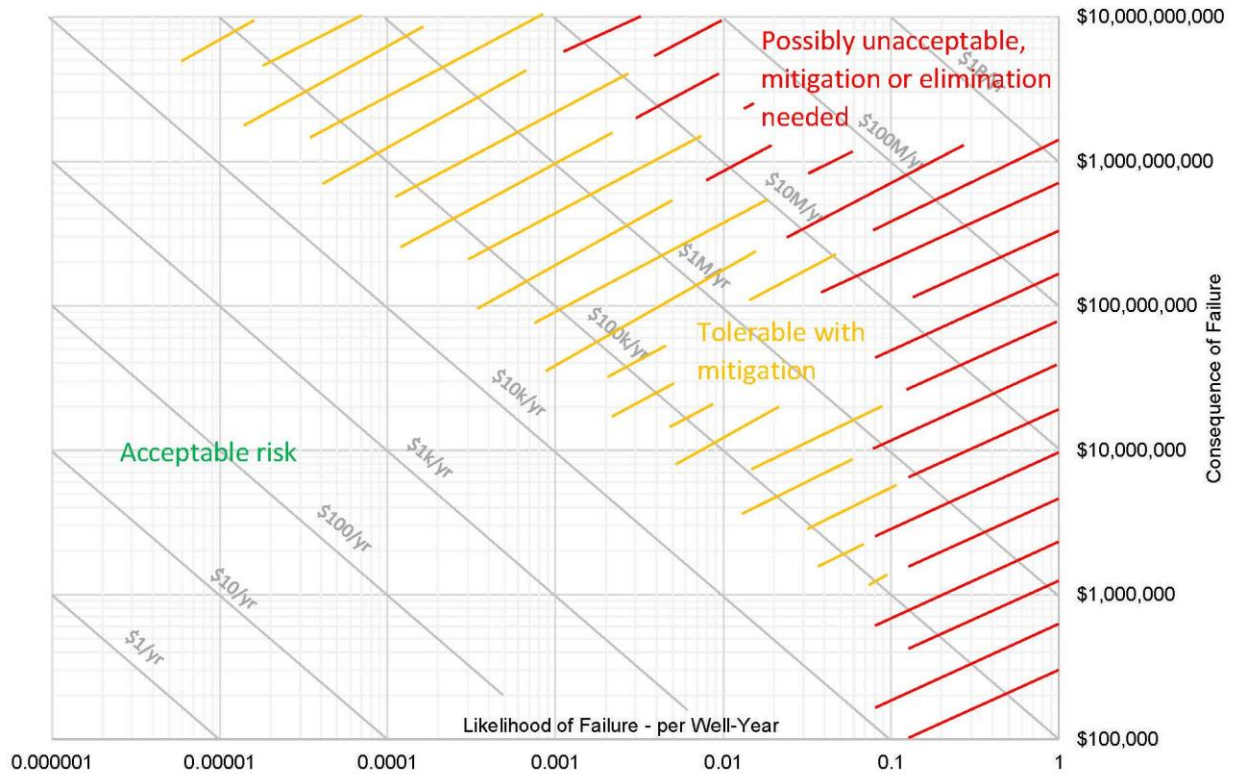 $10,000,000,000
Possibly unacceptable,
mitigation or elimination
needed
$1B/yr
$100M/yr
$1,000,000,000
$10M/yr
$1M/yr
$100,000,000
$100k/yr
Tolerable with
mitigation
$10k/yr
Acceptable risk
$1k/yr
$10,000,000
Consequence of Failure
$100/yr
$10/yr
$1,000,000
$1/yr
Likelihood of Failure - per Well-Year
$100,000
0.000001
0.00001
0.0001
0.001
0.01
0.1
1